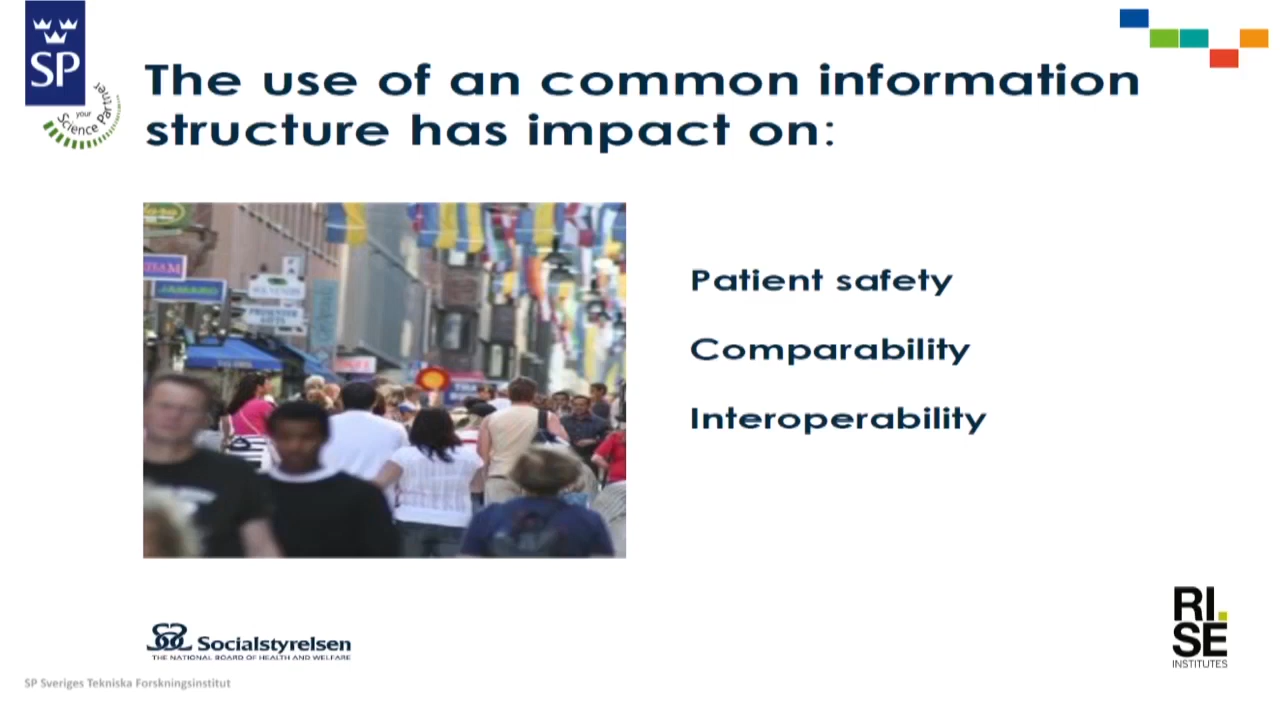 SP
your
Science Partner
The use of an common information
structure has impact on:
Patient safety
Comparability
Interoperability
Socialstyrelsen
THE NATIONAL BOARD OF HEALTH AND WELFARE
RI.
SE
INSTITUTES
SP Sveriges Tekniska Forskningsinstitut